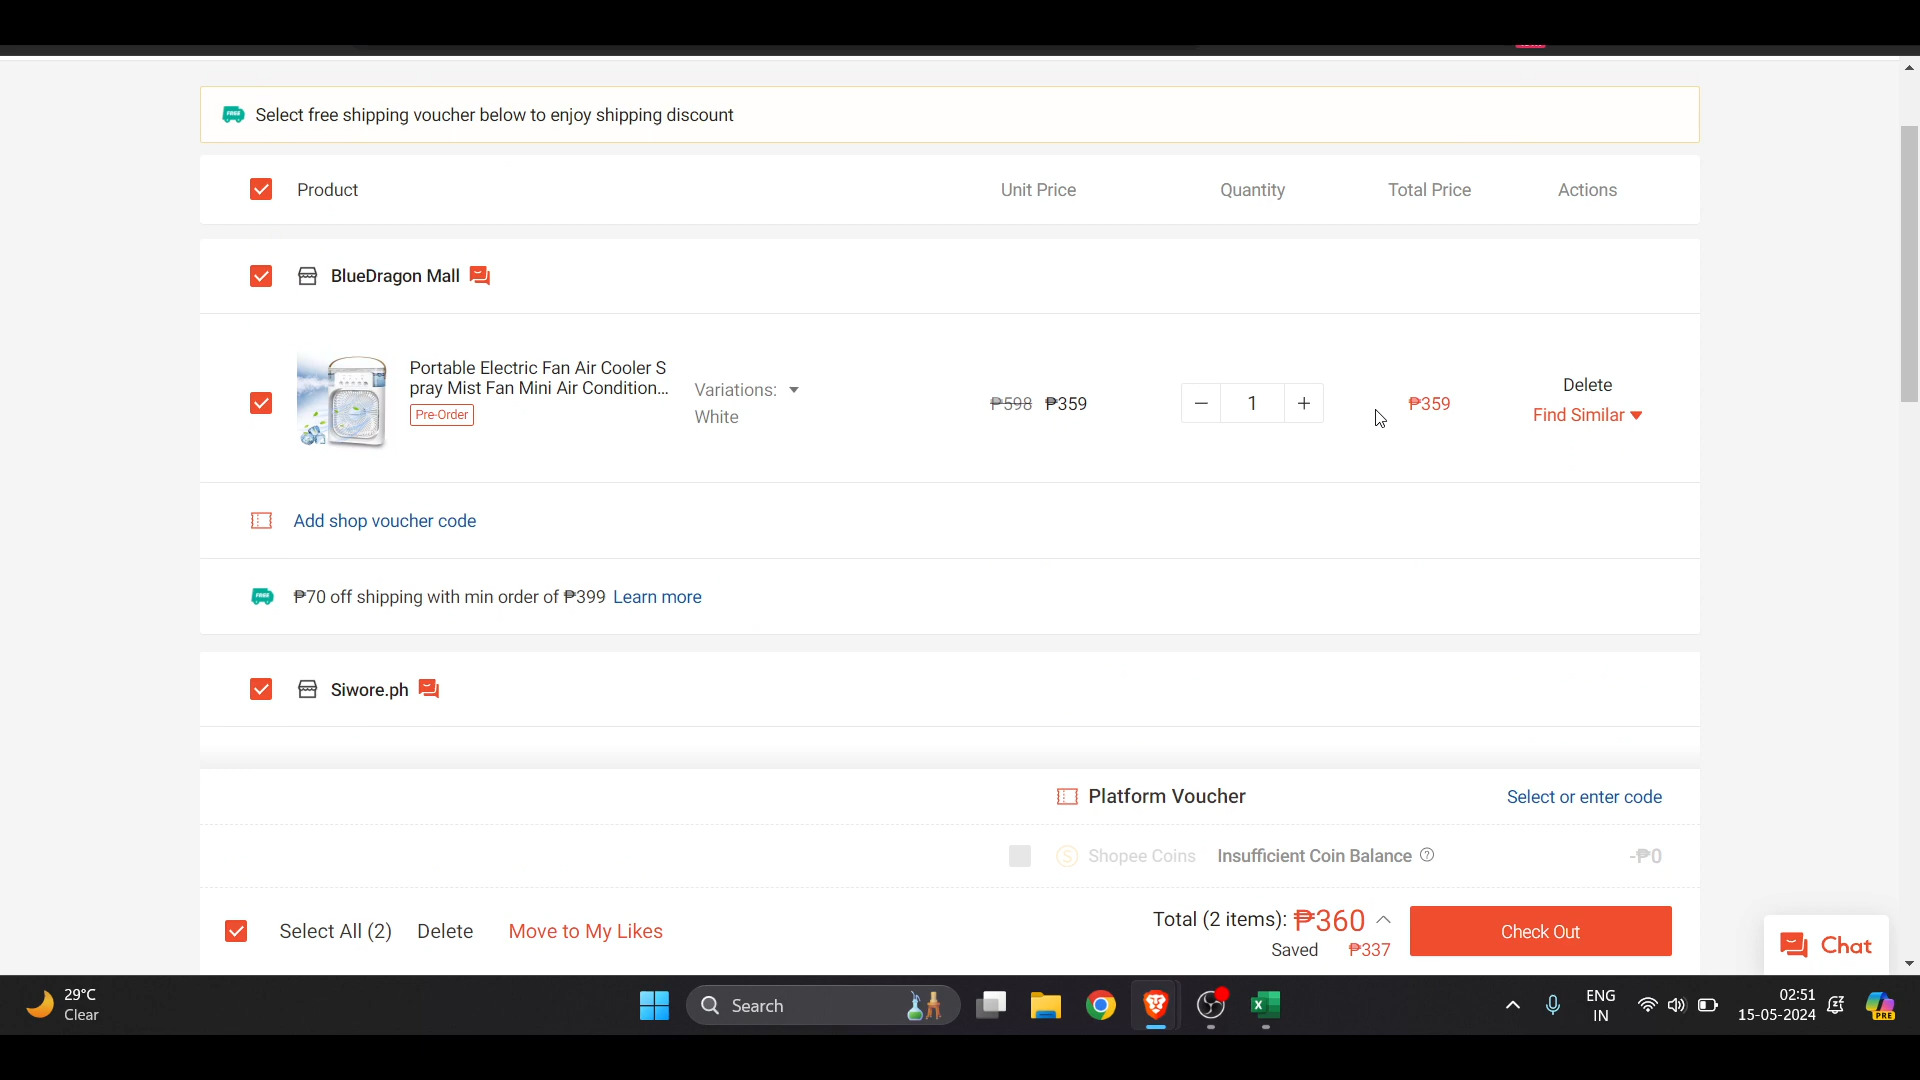 Select free shipping voucher below to enjoy shipping discount
Product Unit Price Quantity Total Price Actions
BlueDragon Mall
Portable Electric Fan Air Cooler S
pray Mist Fan Mini Air Condition...
Pre-Order
Variations:
White
₱598 ₱359
1
₱359
Delete
Find Similar
Add shop voucher code
₱70 off shipping with min order of ₱399 Learn more
Siwore.ph
Platform Voucher Select or enter code
Shopee Coins Insufficient Coin Balance -₱0
Select All (2) Delete Move to My Likes
Total (2 items): ₱360
Saved ₱337
Check Out
Chat
29°C
Clear
Search
ENG
IN
02:51
15-05-2024
PRE